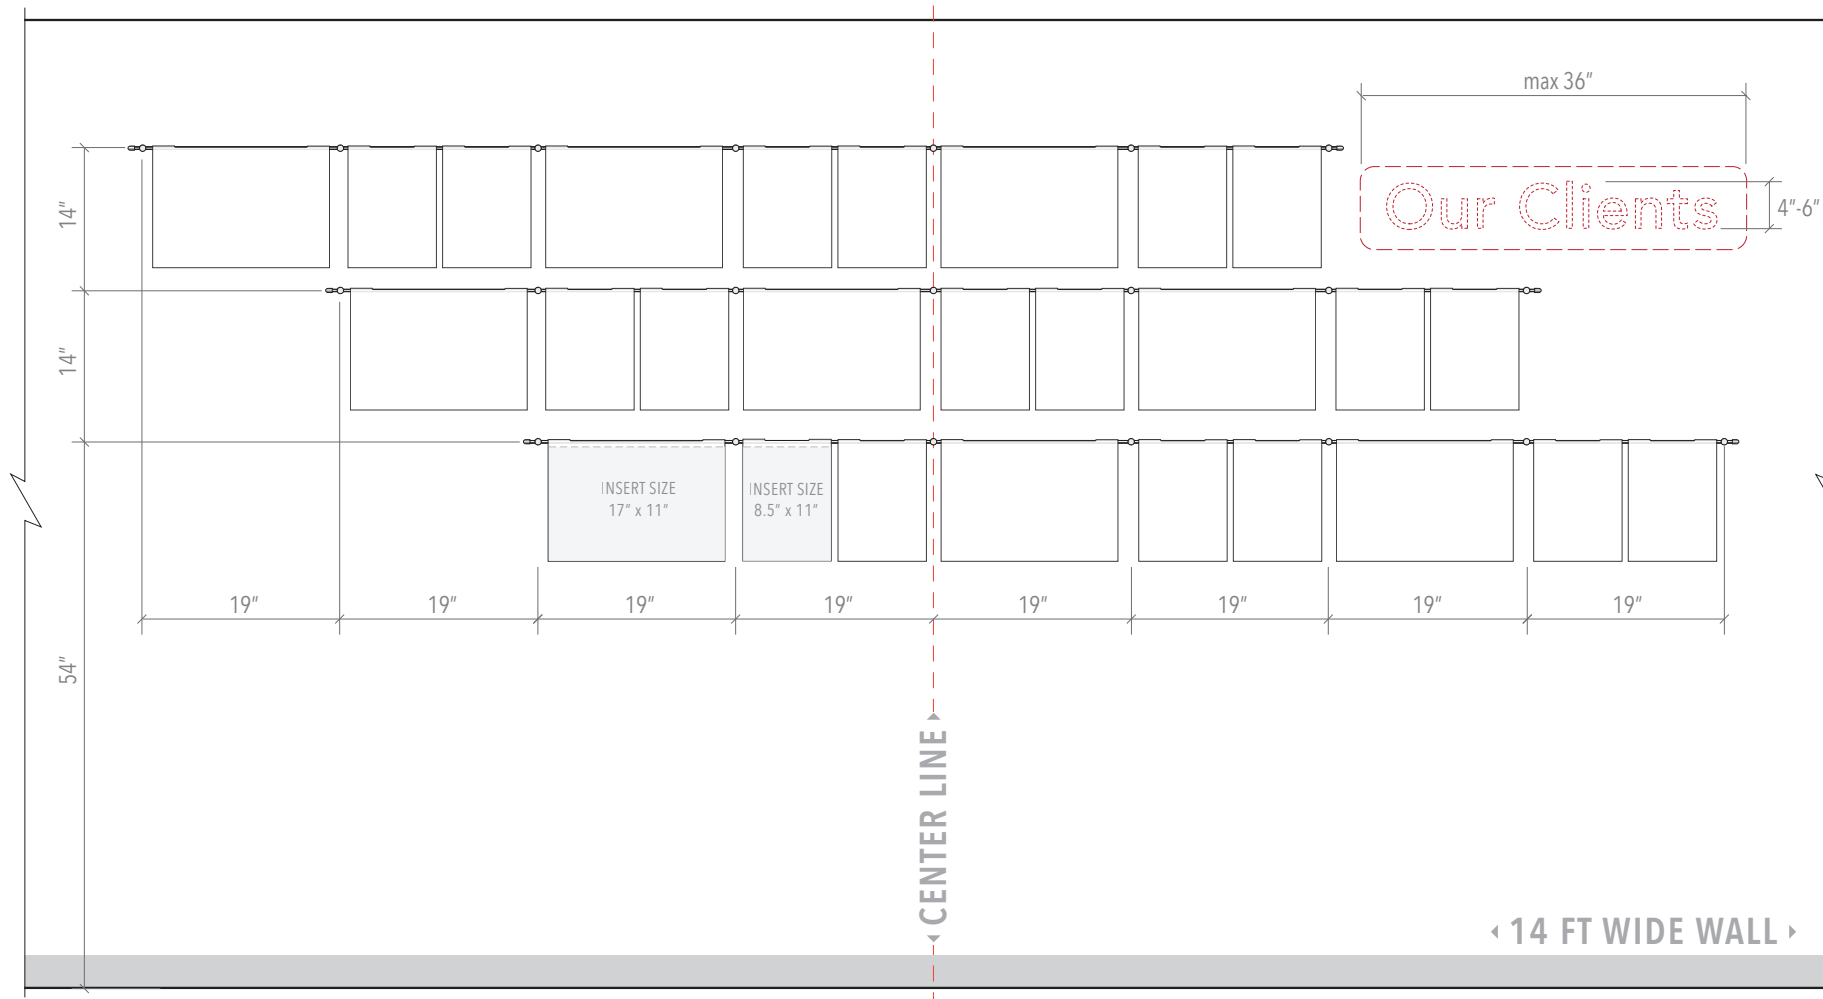 max 36"
Our Clients
4"-6"
14"
14"
INSERT SIZE
17" x 11"
INSERT SIZE
8.5" x 11"
19"
19"
19"
19"
19"
19"
19"
19"
54"
CENTER LINE
14 FT WIDE WALL